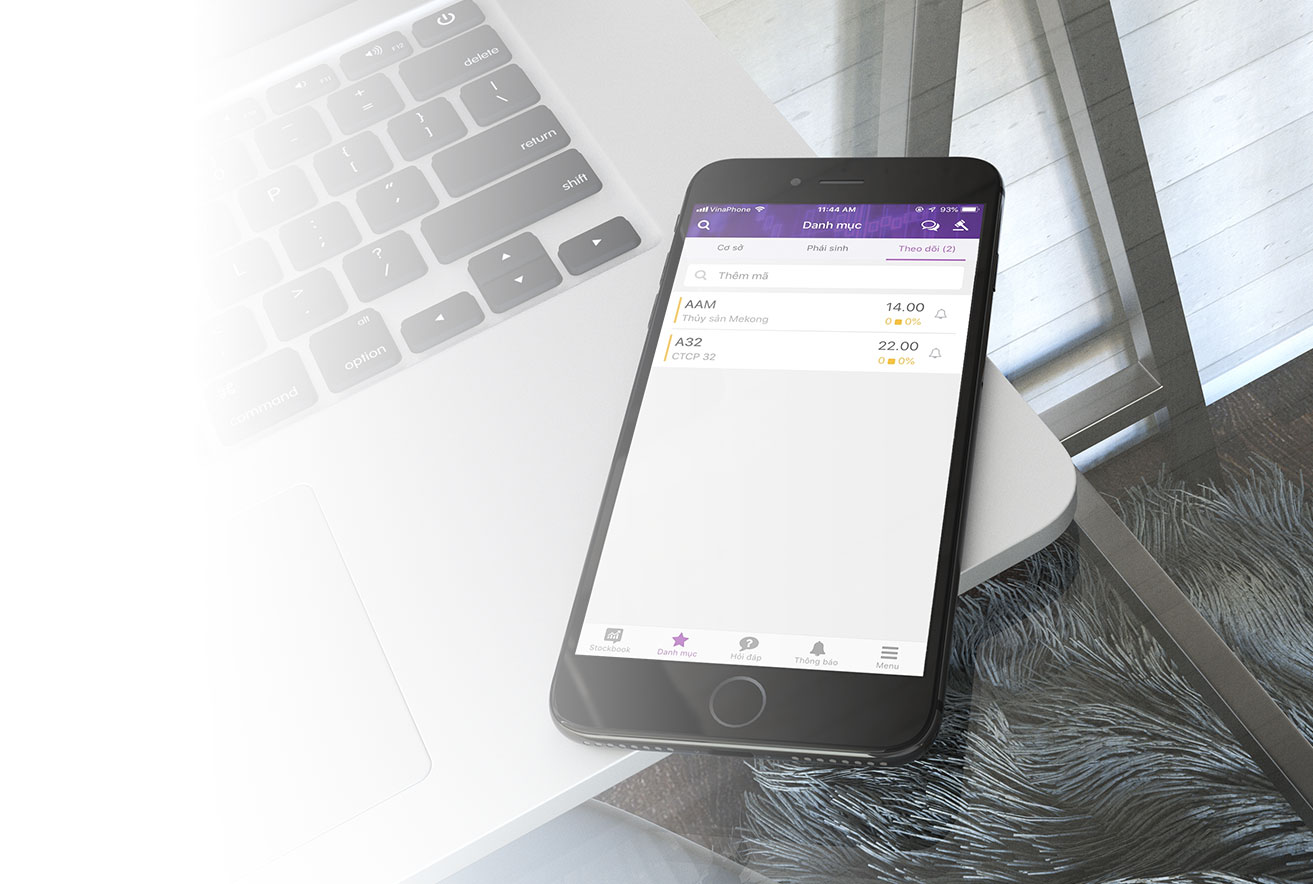 delete
return
shift
P
L
alt
option
command
F12
VinaPhone 11:44 AM 93%
Danh mục
Cơ sở Phái sinh Theo dõi (2)
Thêm mã
AAM 14.00
Thủy sản Mekong 0 0%
A32 22.00
CTCP 32 0 0%
Stockbook Danh mục Hỏi đáp Thông báo Menu